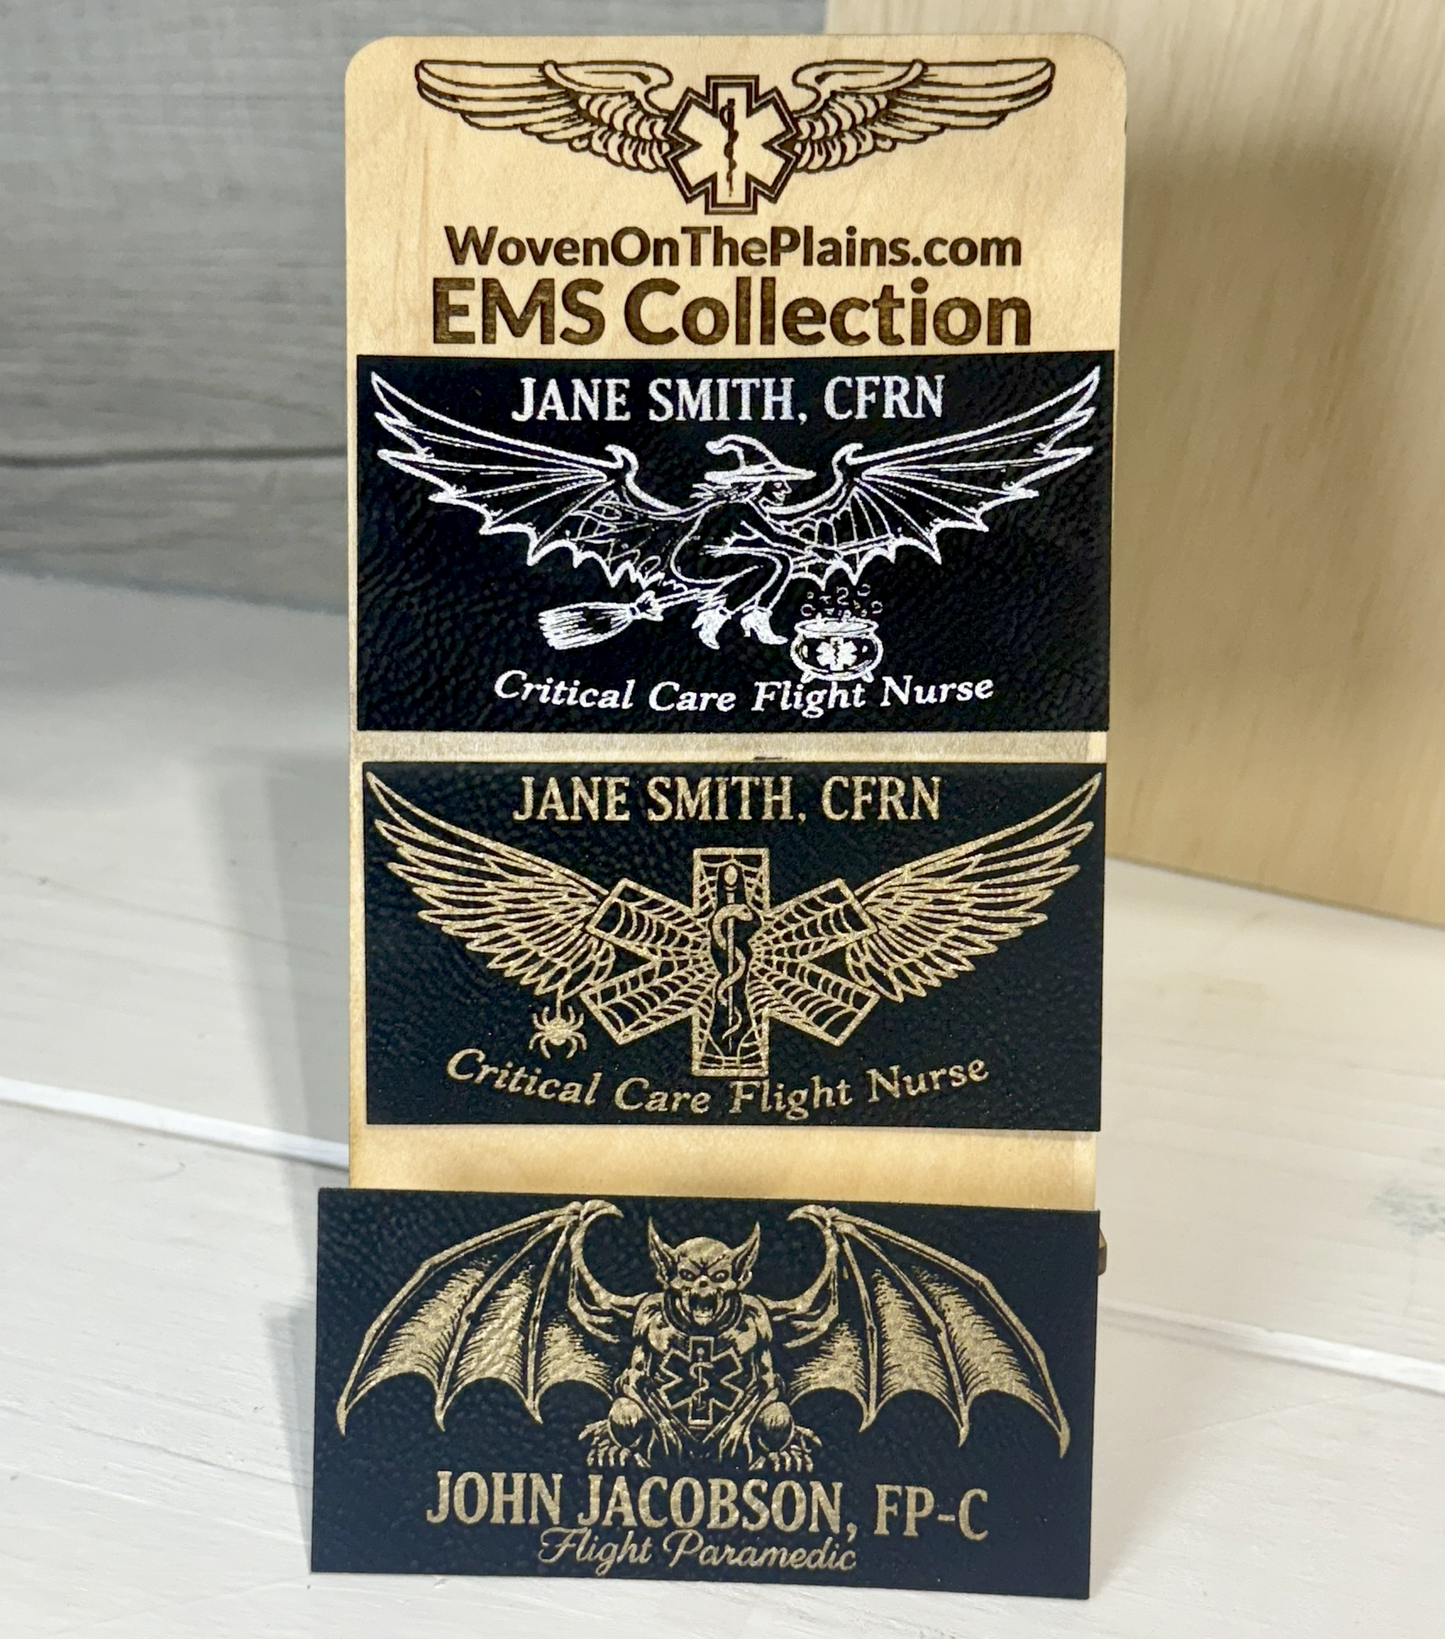 WovenOnThePlains.com
EMS Collection
JANE SMITH, CFRN
Critical Care Flight Nurse
JANE SMITH, CFRN
Critical Care Flight Nurse
JOHN JACOBSON, FP-C
Flight Paramedic